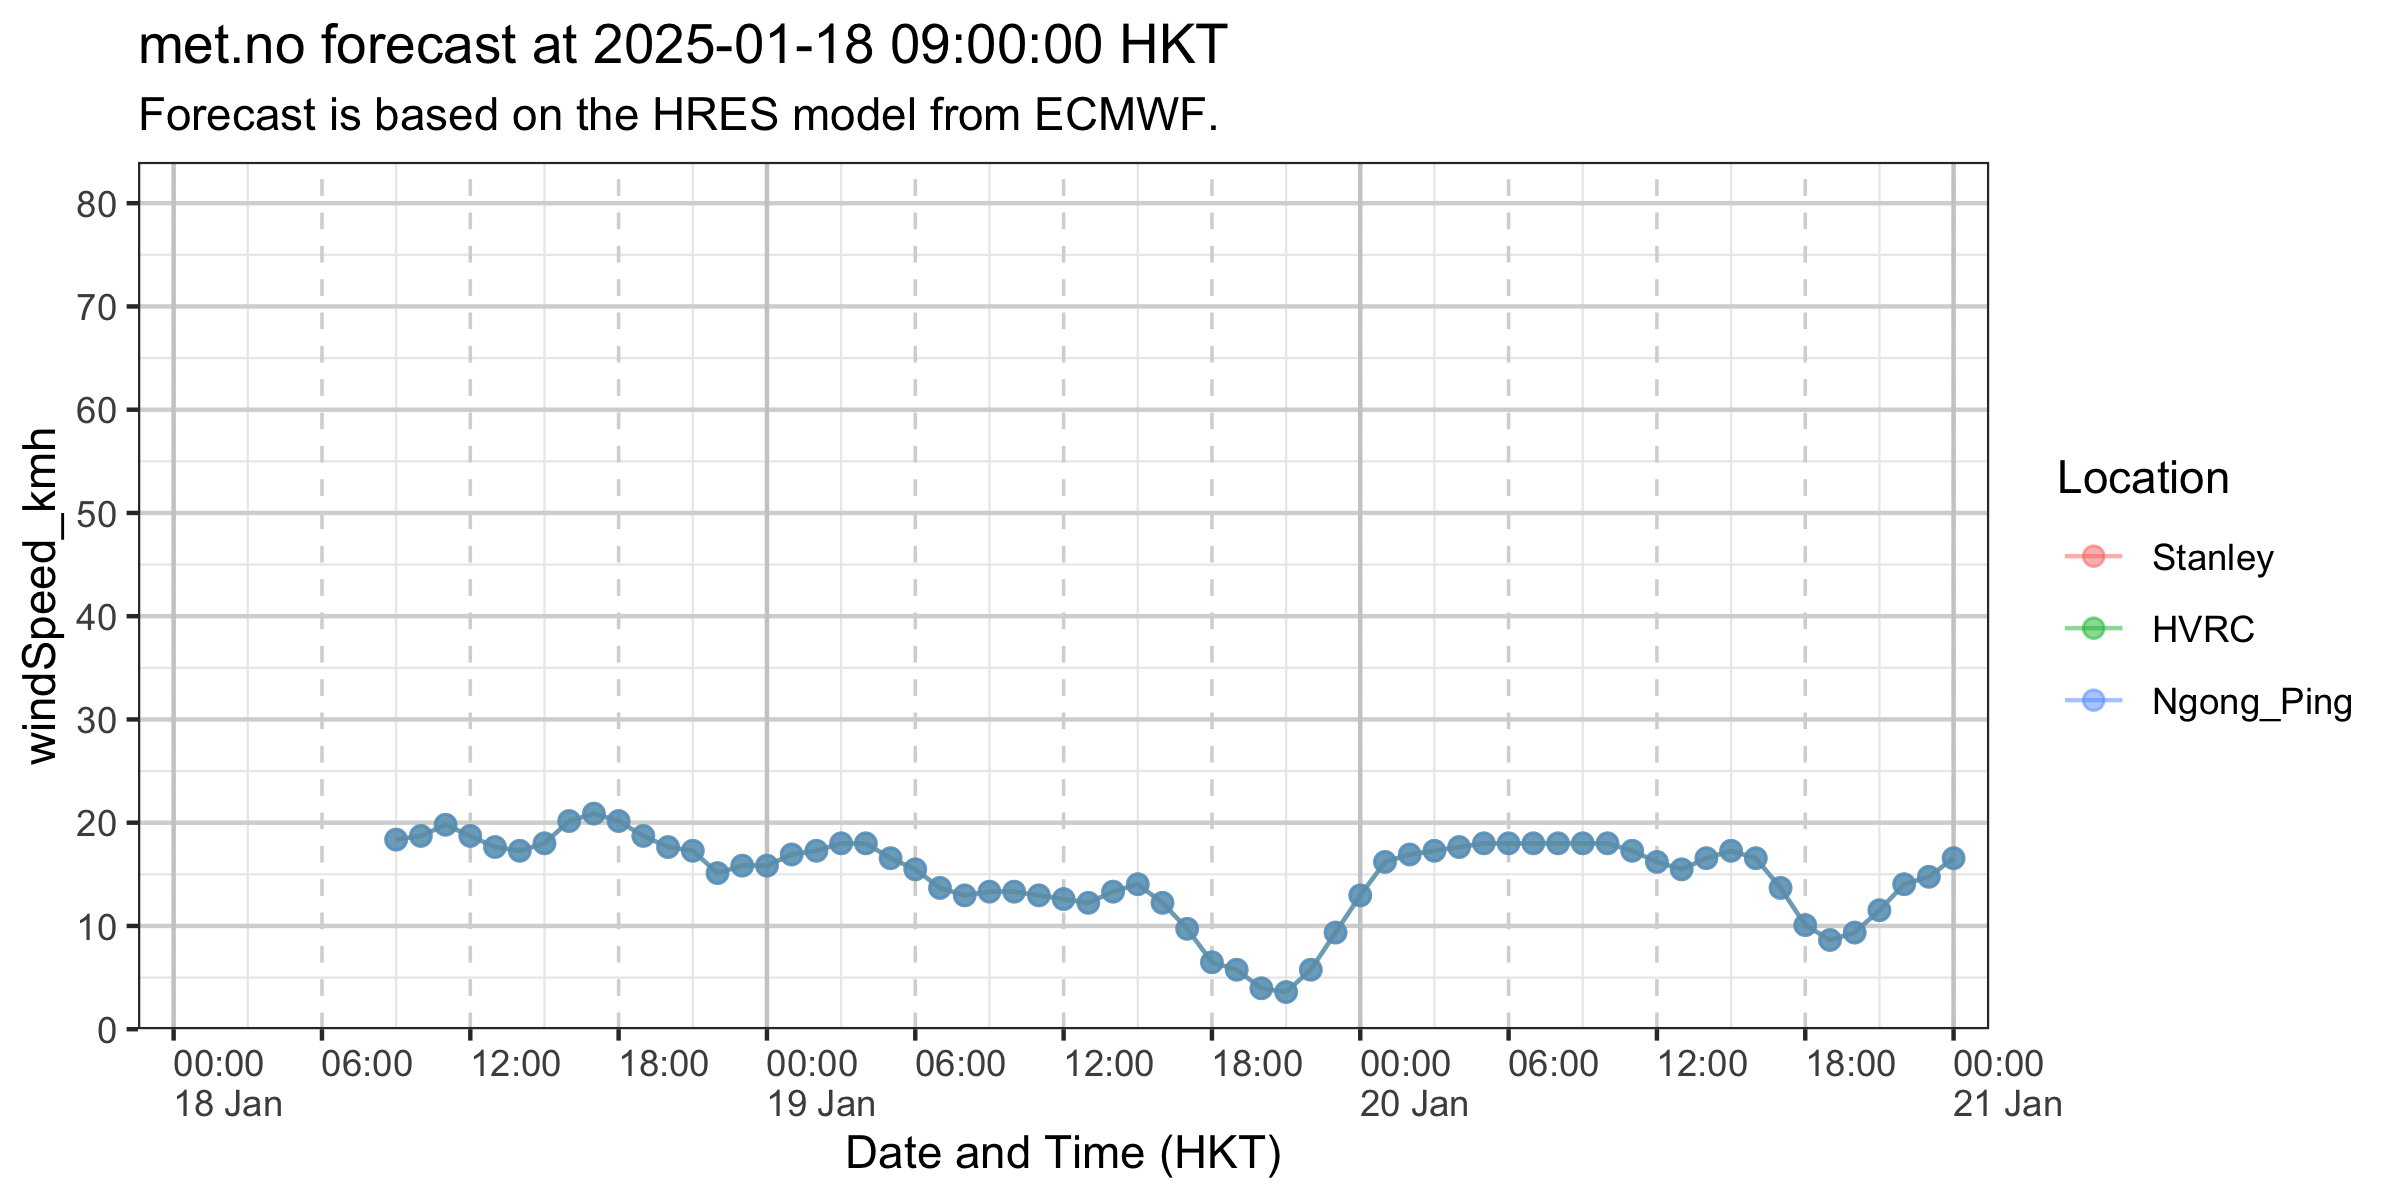 met.no forecast at 2025-01-18 09:00:00 HKT
Forecast is based on the HRES model from ECMWF.
windSpeed_kmh
80
70
60
50
40
30
20
10
0
00:00 06:00 12:00 18:00 00:00 06:00 12:00 18:00 00:00 06:00 12:00 18:00 00:00
18 Jan 19 Jan 20 Jan 21 Jan
Date and Time (HKT)
Location
Stanley
HVRC
Ngong_Ping